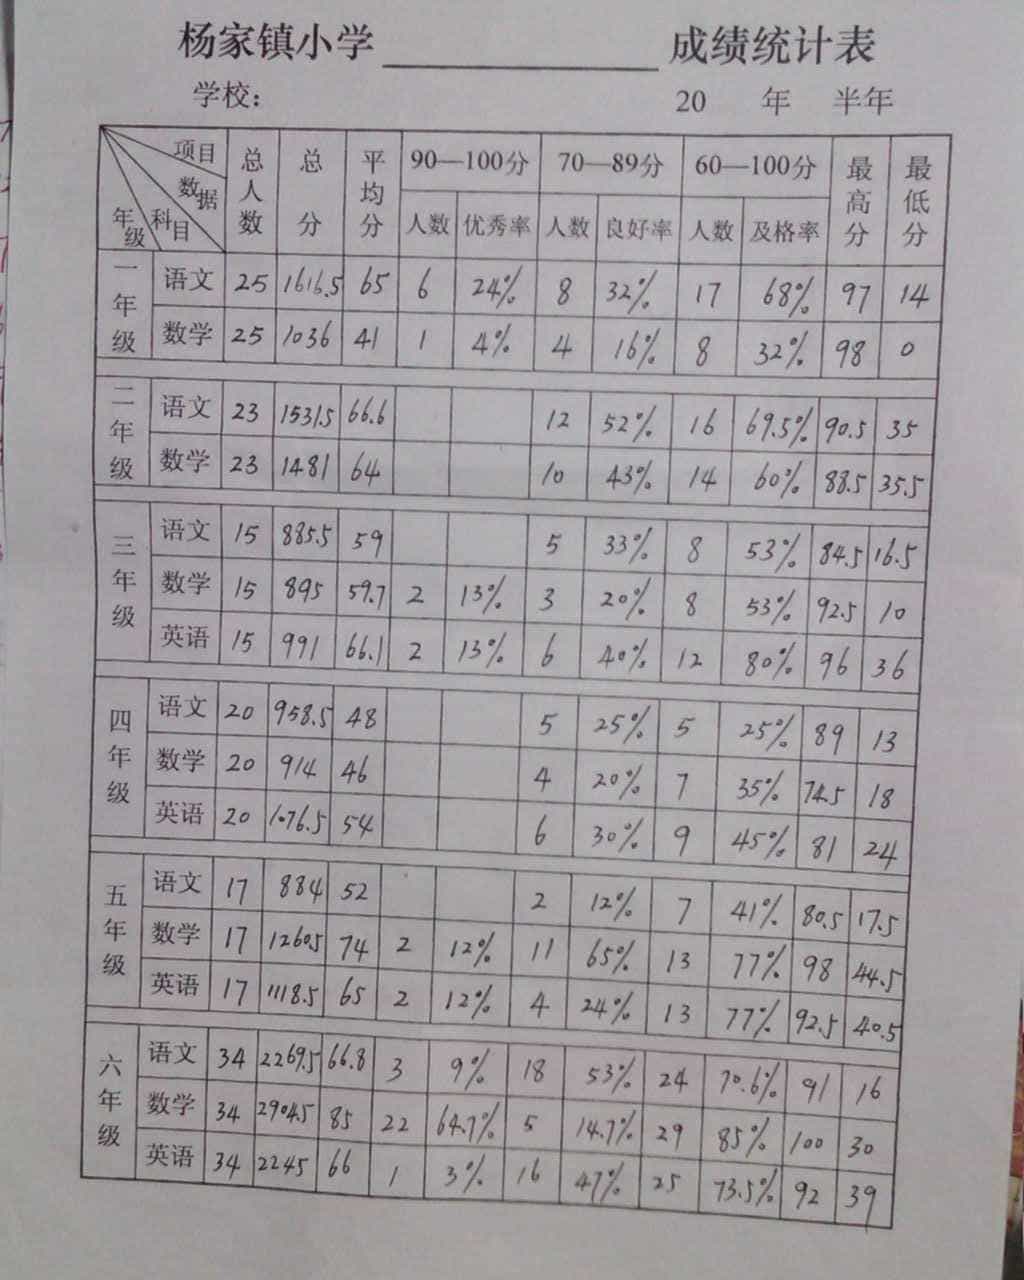 杨家镇小学 成绩统计表
学校： 20 年 半年
项目 数据 科目 年级 总人数 总分 平均分 90—100分 70—89分 60—100分 最高分 最低分
人数 优秀率 人数 良好率 人数 及格率
一年级 语文 25 1616.5 65 6 24% 8 32% 17 68% 97 14
数学 25 1036 41 1 4% 4 16% 8 32% 98 0
二年级 语文 23 1531.5 66.6 12 52% 16 69.5% 90.5 35
数学 23 1481 64 10 43% 14 60% 88.5 35.5
三年级 语文 15 885.5 59 5 33% 8 53% 84.5 16.5
数学 15 895 59.7 2 13% 3 20% 8 53% 92.5 10
英语 15 991 66.1 2 13% 6 40% 12 80% 96 36
四年级 语文 20 958.5 48 5 25% 5 25% 89 13
数学 20 914 46 4 20% 7 35% 74.5 18
英语 20 1076.5 54 6 30% 9 45% 81 24
五年级 语文 17 884 52 2 12% 7 41% 80.5 17.5
数学 17 1260.5 74 2 12% 11 65% 13 77% 98 44.5
英语 17 1118.5 65 2 12% 4 24% 13 77% 92.5 40.5
六年级 语文 34 2269.5 66.8 3 9% 18 53% 24 70.6% 91 16
数学 34 2904.5 85 22 64.7% 5 14.7% 29 85% 100 30
英语 34 2245 66 1 3% 16 47% 25 73.5% 92 39